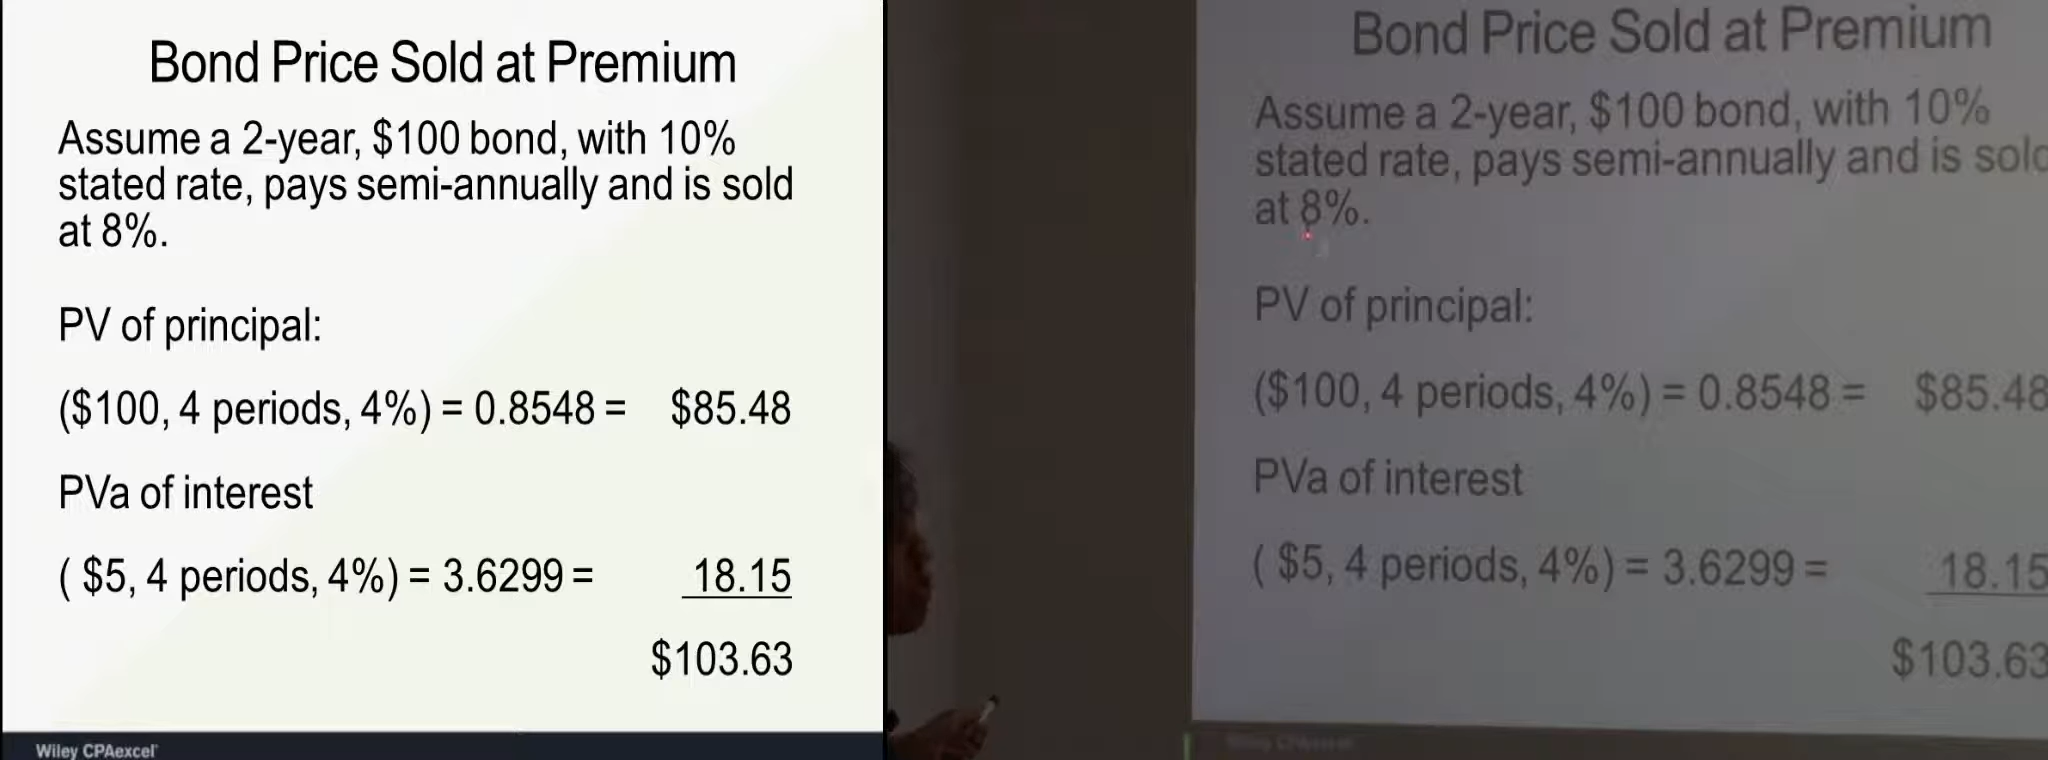 Bond Price Sold at Premium
Assume a 2-year, $100 bond, with 10%
stated rate, pays semi-annually and is sold
at 8%.
PV of principal:
($100, 4 periods, 4%) = 0.8548 = $85.48
PVa of interest
( $5, 4 periods, 4%) = 3.6299 = 18.15
$103.63
Wiley CPAexcel
Bond Price Sold at Premium
Assume a 2-year, $100 bond, with 10%
stated rate, pays semi-annually and is sold
at 8%.
PV of principal:
($100, 4 periods, 4%) = 0.8548 = $85.48
PVa of interest
( $5, 4 periods, 4%) = 3.6299 = 18.15
$103.63